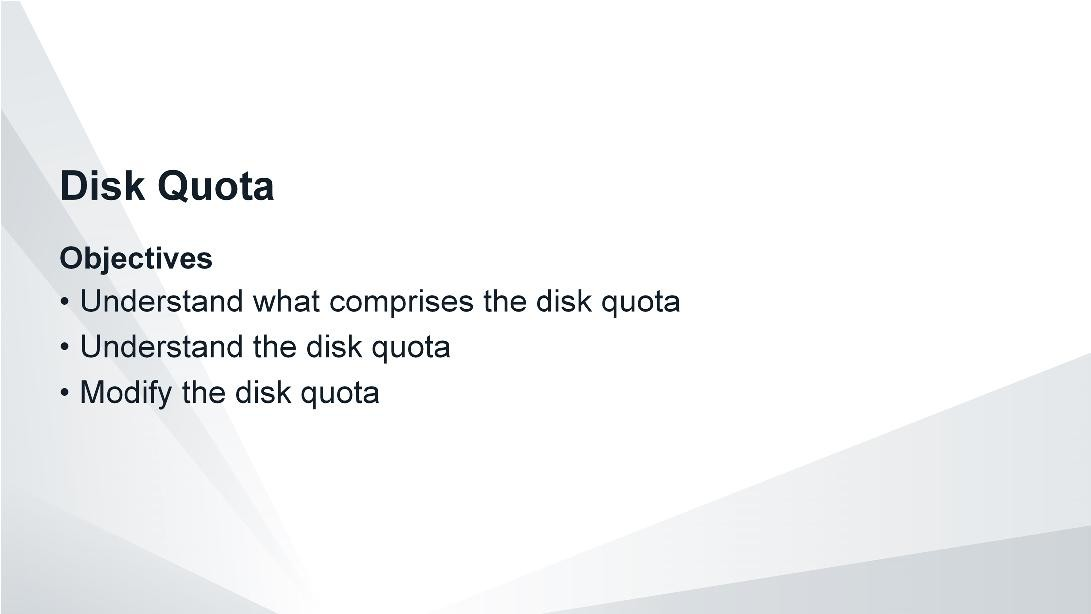 Disk Quota
Objectives
• Understand what comprises the disk quota
• Understand the disk quota
• Modify the disk quota